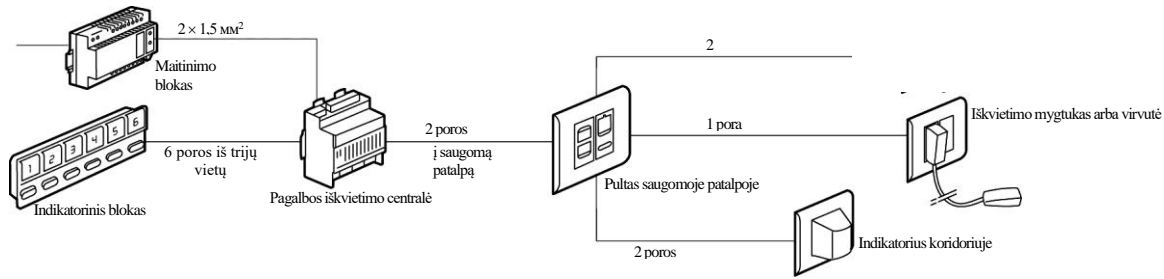 2 × 1,5 мм²
2
Maitinimo
blokas
Iškvietimo mygtukas arba virvutė
1 2 3 4 5 6
2 poros
1 pora
6 poros iš trijų
vietų
į saugomą
patalpą
Pultas saugomoje patalpoje
Pagalbos iškvietimo centralė
Indikatorinis blokas
2 poros
Indikatorius koridoriuje